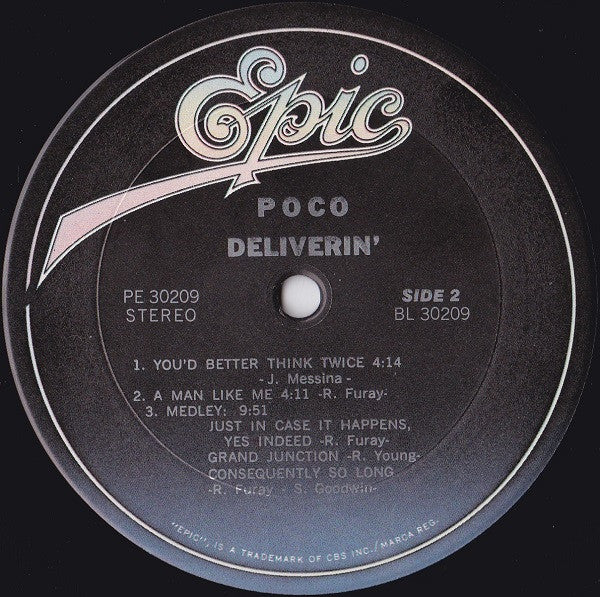 Epic
POCO
DELIVERIN'
PE 30209
STEREO
SIDE 2
BL 30209
1. YOU'D BETTER THINK TWICE 4:14
-J. Messina-
2. A MAN LIKE ME 4:11 -R. Furay-
3. MEDLEY: 9:51
JUST IN CASE IT HAPPENS,
YES INDEED -R. Furay-
GRAND JUNCTION -R. Young-
CONSEQUENTLY SO LONG
-R. Furay - S. Goodwin-
"EPIC", IS A TRADEMARK OF CBS INC./MARCA REG.